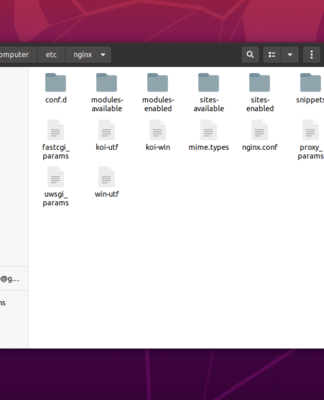 omputer etc nginx
conf.d modules-available modules-enabled sites-available sites-enabled snippets
fastcgi_params koi-utf koi-win mime.types nginx.conf proxy_params
uwsgi_params win-utf
@g...
ns